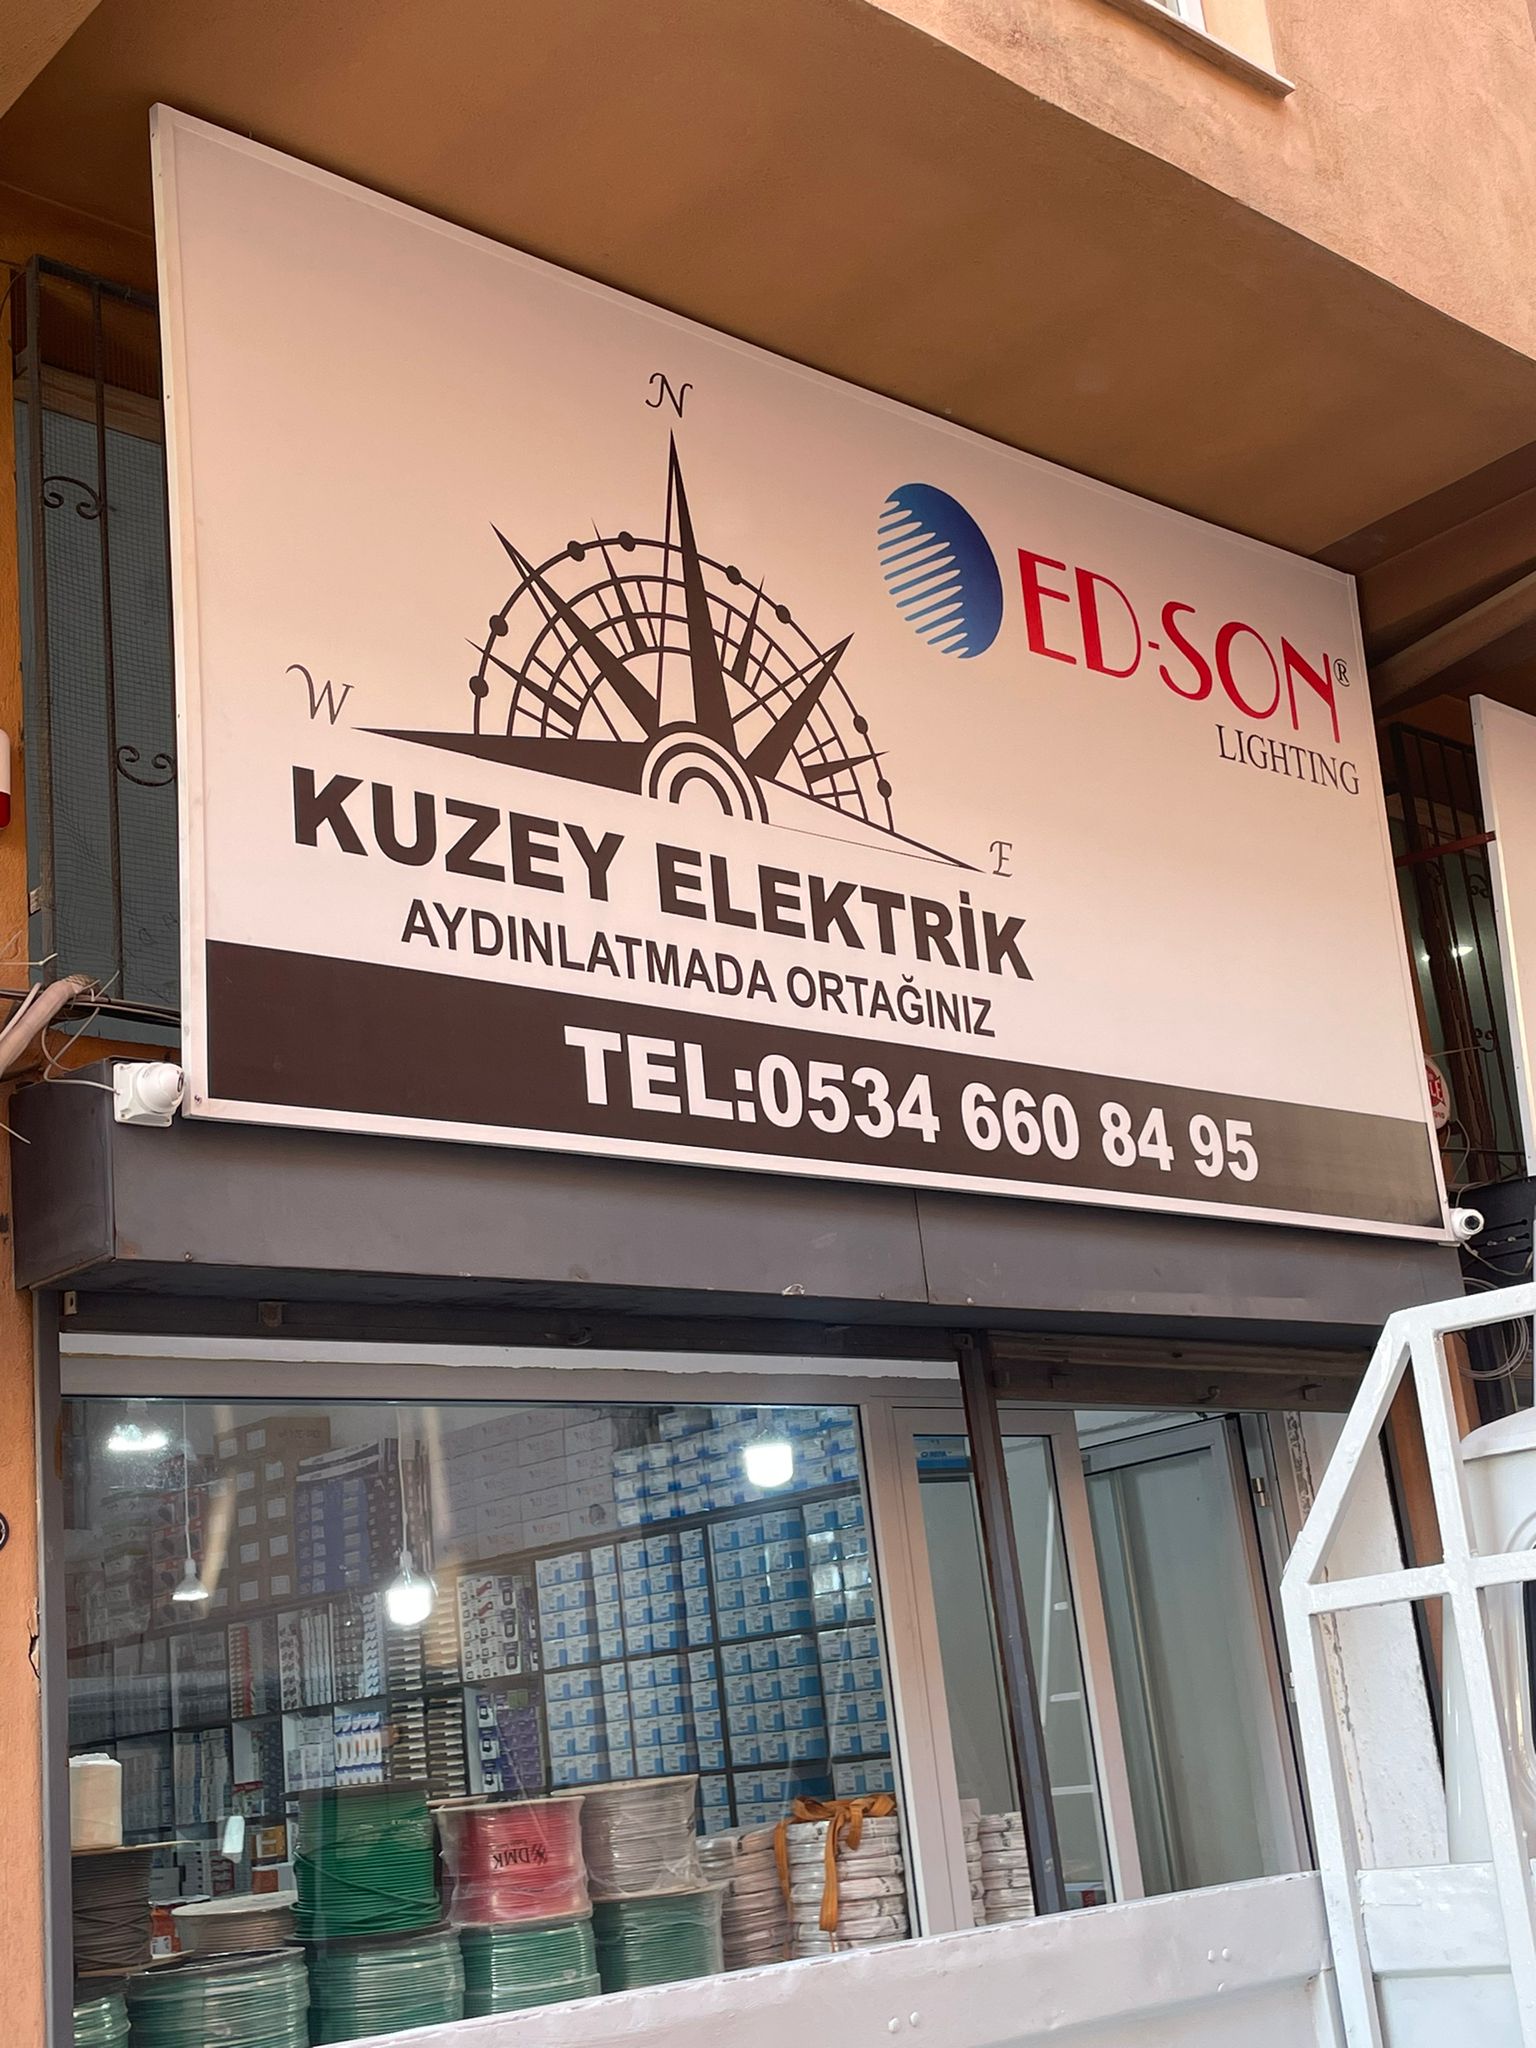 N
W
E
ED-SON®
LIGHTING
KUZEY ELEKTRİK
AYDINLATMADA ORTAĞINIZ
TEL:0534 660 84 95
DMK